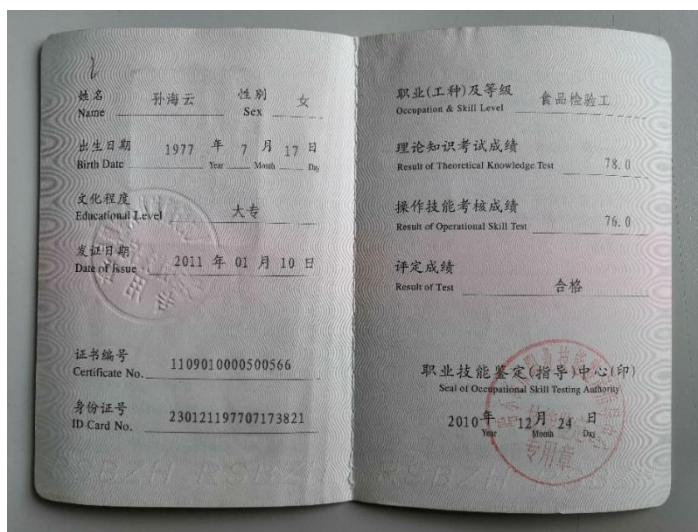 姓名 孙海云 性别 女
Name Sex
出生日期 1977 年 7 月 17 日
Birth Date Year Month Day
文化程度 大专
Educational Level
发证日期 2011 年 01 月 10 日
Date of Issue
证书编号 1109010000500566
Certificate No.
身份证号 230121197707173821
ID Card No.
职业(工种)及等级 食品检验工
Occupation & Skill Level
理论知识考试成绩 78.0
Result of Theoretical Knowledge Test
操作技能考核成绩 76.0
Result of Operational Skill Test
评定成绩 合格
Result of Test
职业技能鉴定(指导)中心(印)
Seal of Occupational Skill Testing Authority
2010 年 12 月 24 日
Year Month Day
专用章
RSBZH RSBZH